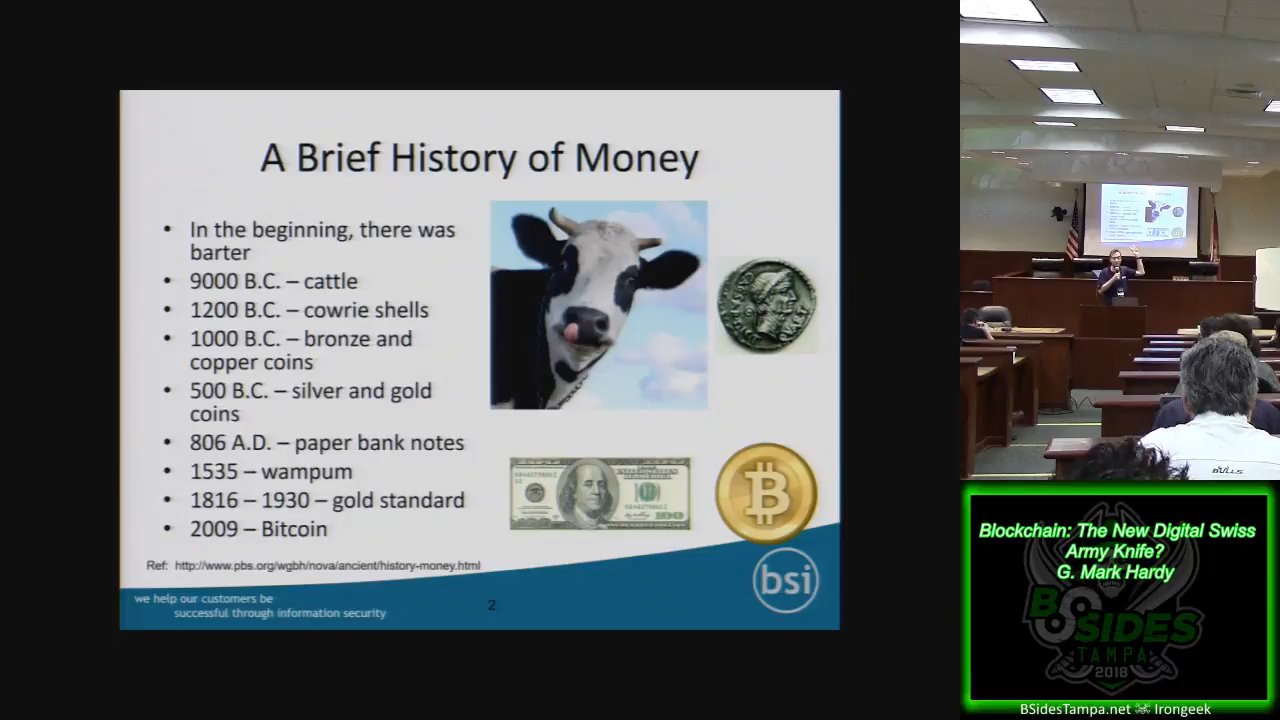 A Brief History of Money
• In the beginning, there was
barter
• 9000 B.C. – cattle
• 1200 B.C. – cowrie shells
• 1000 B.C. – bronze and
copper coins
• 500 B.C. – silver and gold
coins
• 806 A.D. – paper bank notes
• 1535 – wampum
• 1816 – 1930 – gold standard
• 2009 – Bitcoin
Ref: http://www.pbs.org/wgbh/nova/ancient/history-money.html
we help our customers be
successful through information security
2
bsi
100
BULLS
Blockchain: The New Digital Swiss
Army Knife?
G. Mark Hardy
B SIDES
TAMPA
2018
BSidesTampa.net Irongeek